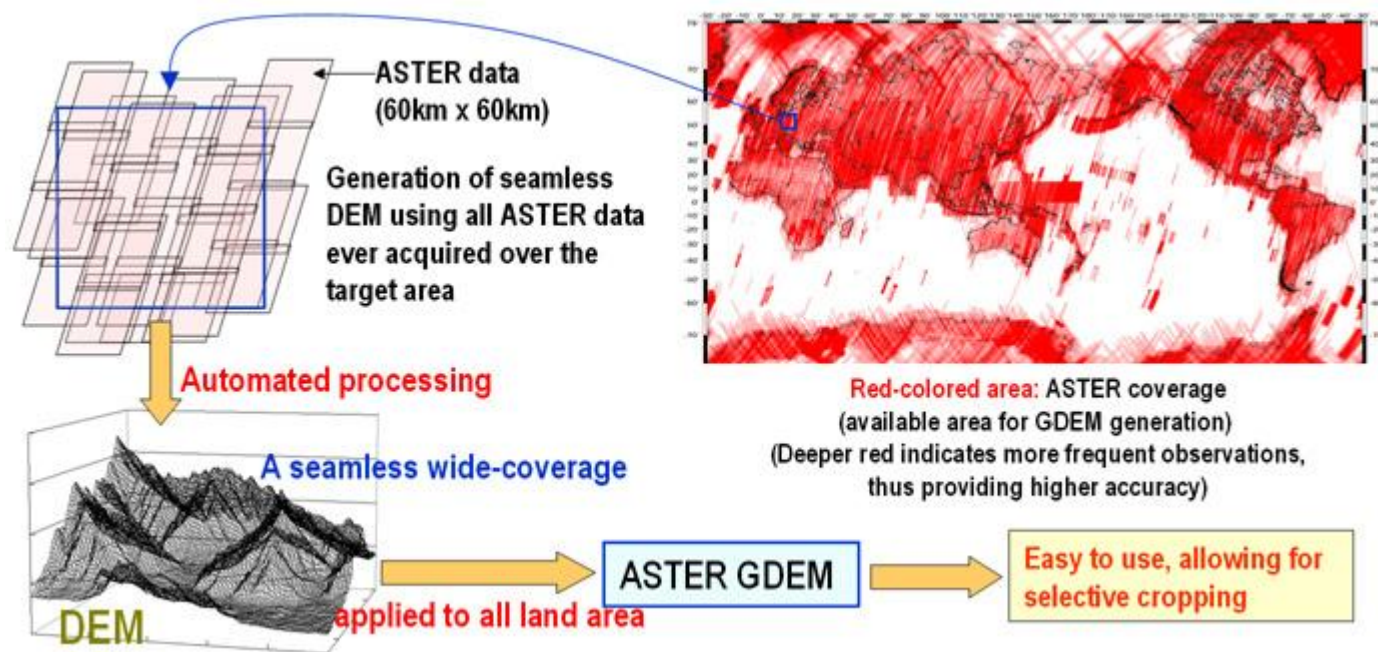 ASTER data
(60km x 60km)
Generation of seamless
DEM using all ASTER data
ever acquired over the
target area
Automated processing
Red-colored area: ASTER coverage
(available area for GDEM generation)
(Deeper red indicates more frequent observations,
thus providing higher accuracy)
A seamless wide-coverage
DEM
applied to all land area
ASTER GDEM
Easy to use, allowing for
selective cropping